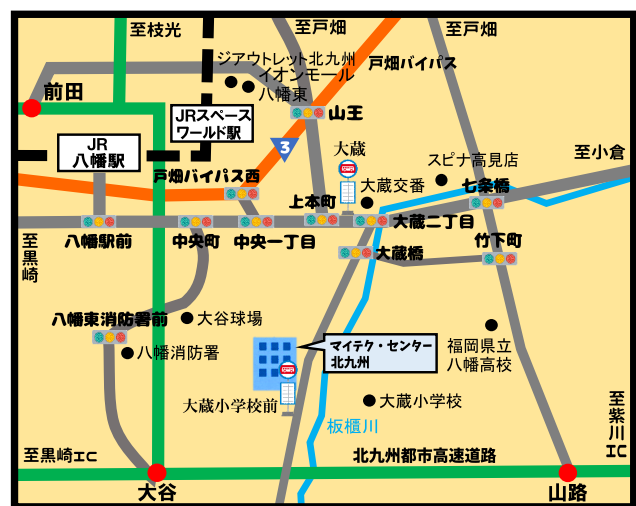 至枝光
至戸畑
至戸畑
ジアウトレット北九州
イオンモール
八幡東
戸畑バイパス
前田
JRスペース
ワールド駅
山王
JR
八幡駅
3
大蔵
スピナ高見店
至小倉
戸畑バイパス西
大蔵交番
七条橋
上本町
大蔵二丁目
八幡駅前
中央町
中央一丁目
竹下町
大蔵橋
至黒崎
八幡東消防署前
大谷球場
八幡消防署
マイテク・センター
北九州
福岡県立
八幡高校
大蔵小学校前
大蔵小学校
板櫃川
至紫川IC
至黒崎IC
北九州都市高速道路
大谷
山路